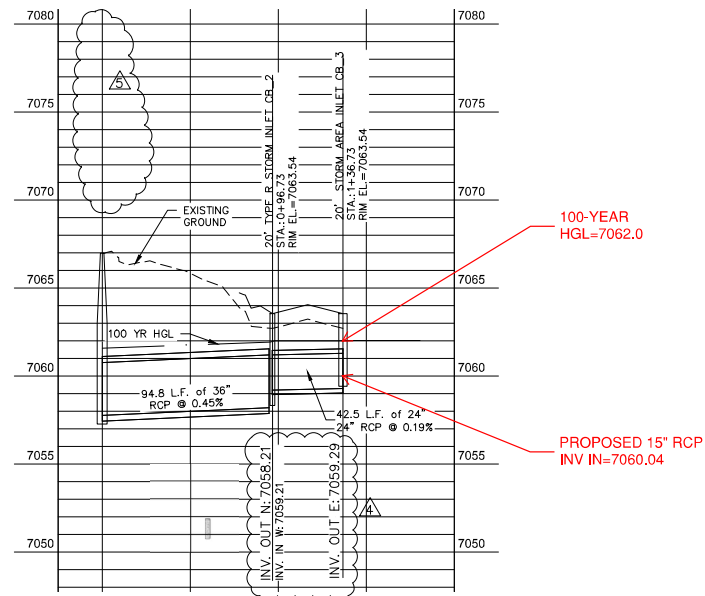 7080
7080
5
7075
7075
20' TYPE R STORM INLET CB_2
STA.:0+96.73
RIM EL.=7063.54
20' STORM AREA INLET CB_3
STA.:1+36.73
RIM EL.=7063.54
7070
7070
EXISTING
GROUND
100-YEAR
HGL=7062.0
7065
7065
100 YR HGL
7060
7060
94.8 L.F. of 36"
RCP @ 0.45%
42.5 L.F. of 24"
24" RCP @ 0.19%
PROPOSED 15" RCP
INV IN=7060.04
7055
7055
INV. OUT N:7058.21
INV. IN W:7059.21
INV. OUT E:7059.29
4
7050
7050